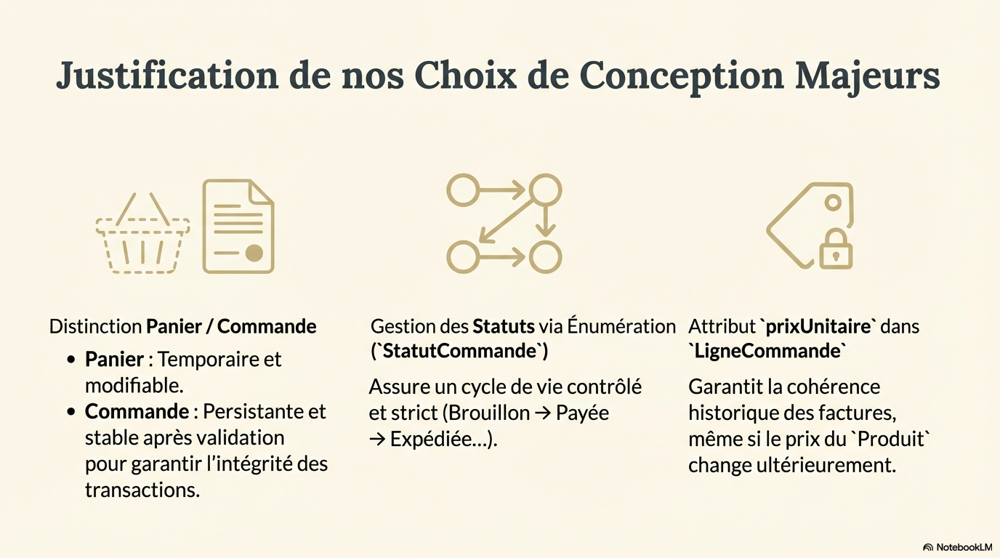 Justification de nos Choix de Conception Majeurs
Distinction Panier / Commande
• Panier : Temporaire et
modifiable.
• Commande : Persistante et
stable après validation
pour garantir l’intégrité des
transactions.
Gestion des Statuts via Énumération
(`StatutCommande`)
Assure un cycle de vie contrôlé
et strict (Brouillon → Payée
→ Expédiée...).
Attribut `prixUnitaire` dans
`LigneCommande`
Garantit la cohérence
historique des factures,
même si le prix du `Produit`
change ultérieurement.
NotebookLM